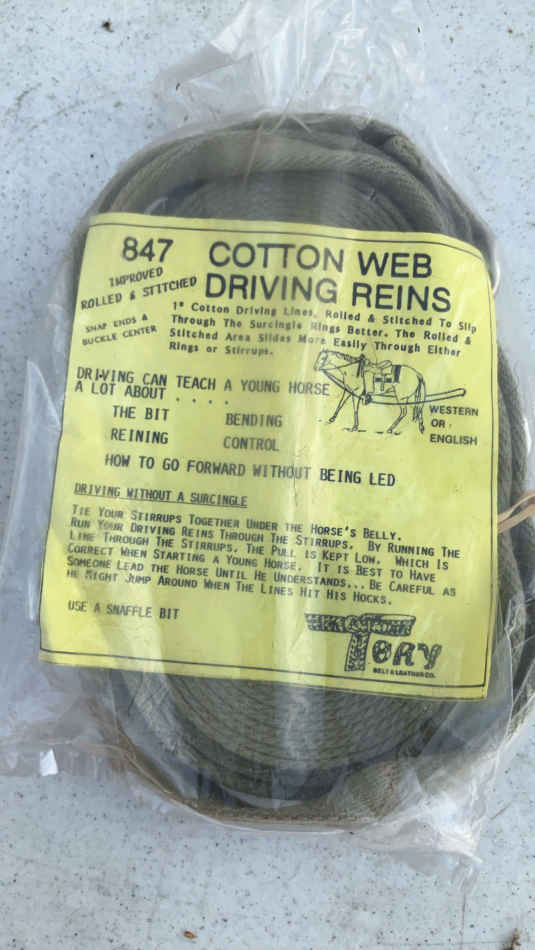 847
COTTON WEB
DRIVING REINS
IMPROVED
ROLLED & STITCHED
SNAP ENDS &
BUCKLE CENTER
1" Cotton Driving Lines, Rolled & Stitched To Slip
Through The Surcingle Rings Better. The Rolled &
Stitched Area Slides More Easily Through Either
Rings or Stirrups.
DRIVING CAN TEACH A YOUNG HORSE
A LOT ABOUT . . . .
THE BIT BENDING
REINING CONTROL
WESTERN
OR
ENGLISH
HOW TO GO FORWARD WITHOUT BEING LED
DRIVING WITHOUT A SURCINGLE
TIE YOUR STIRRUPS TOGETHER UNDER THE HORSE'S BELLY.
RUN YOUR DRIVING REINS THROUGH THE STIRRUPS. BY RUNNING THE
LINE THROUGH THE STIRRUPS, THE PULL IS KEPT LOW. WHICH IS
CORRECT WHEN STARTING A YOUNG HORSE. IT IS BEST TO HAVE
SOMEONE LEAD THE HORSE UNTIL HE UNDERSTANDS... BE CAREFUL AS
HE MIGHT JUMP AROUND WHEN THE LINES HIT HIS HOCKS.
USE A SNAFFLE BIT
TORY
BELT & LEATHER CO.